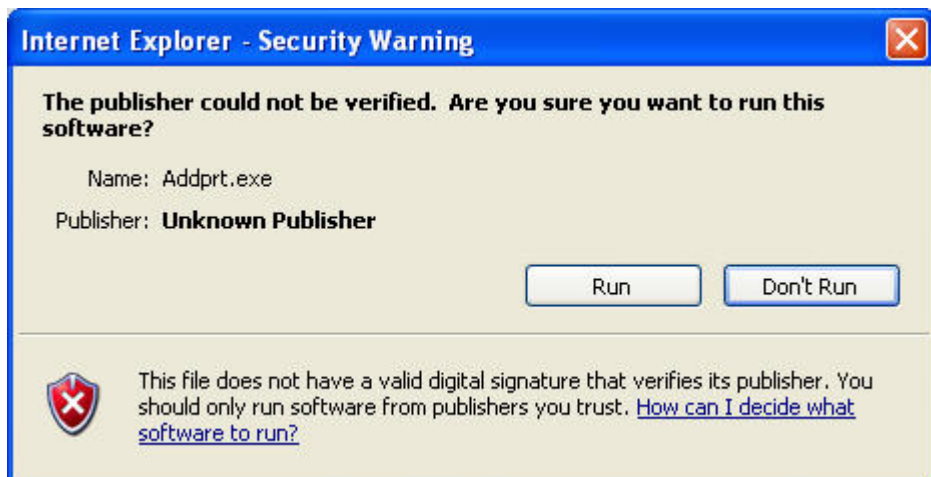 Internet Explorer - Security Warning
The publisher could not be verified. Are you sure you want to run this
software?
Name: Addprt.exe
Publisher: Unknown Publisher
Run Don't Run
This file does not have a valid digital signature that verifies its publisher. You
should only run software from publishers you trust. How can I decide what
software to run?